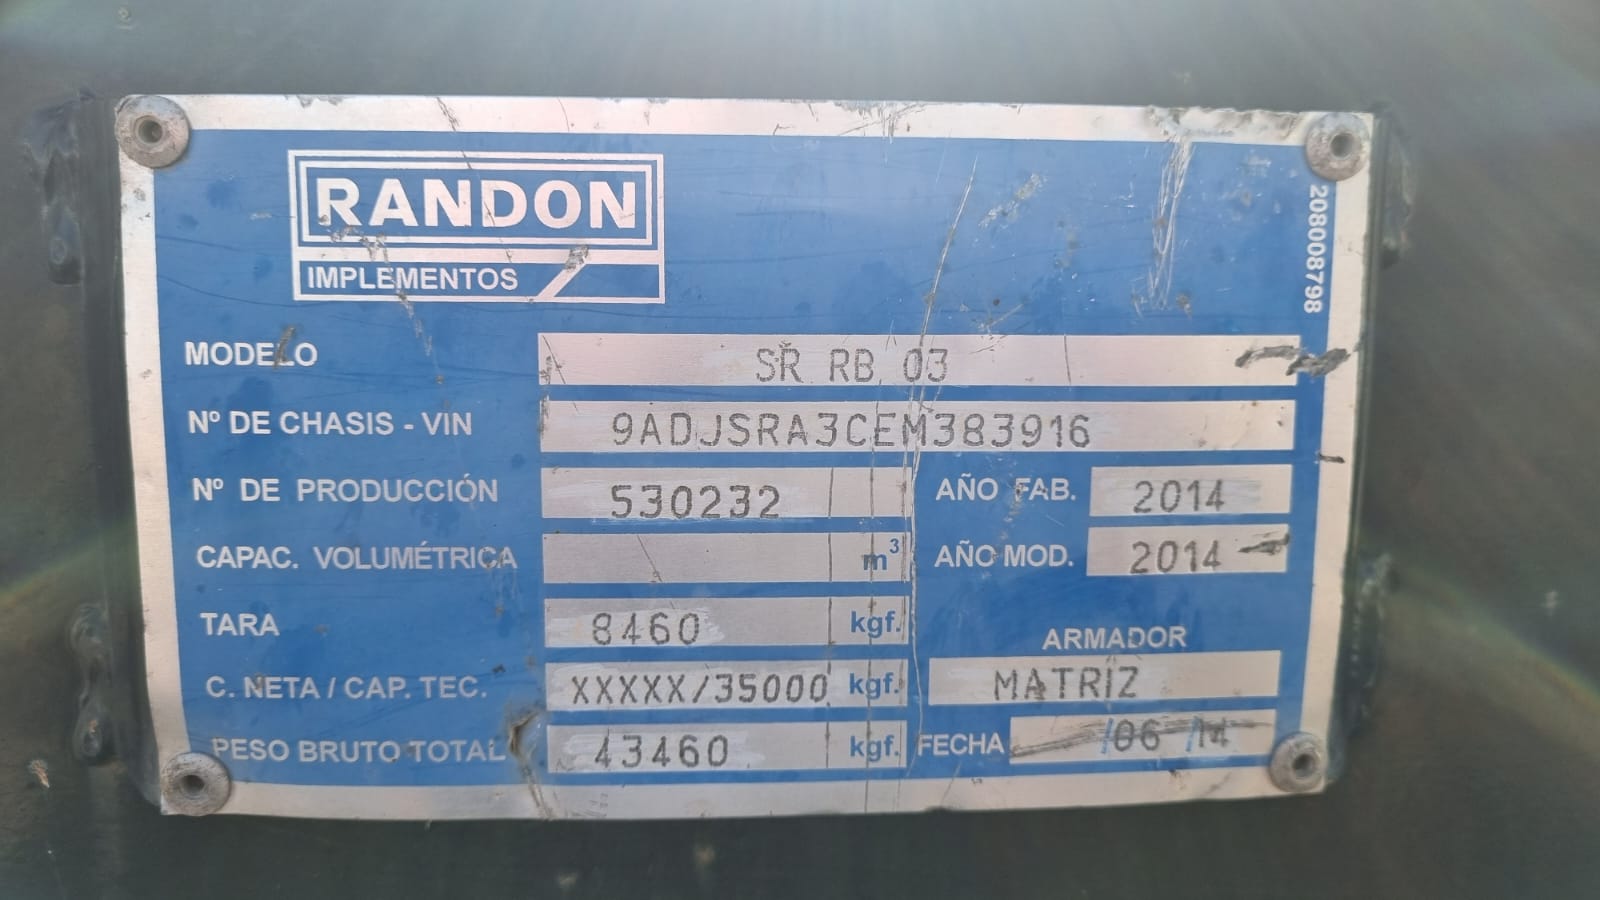 RANDON
IMPLEMENTOS
208008798
MODELO SR RB 03
Nº DE CHASIS - VIN 9ADJSRA3CEM383916
Nº DE PRODUCCIÓN 530232 AÑO FAB. 2014
CAPAC. VOLUMÉTRICA m³ AÑO MOD. 2014
TARA 8460 kgf.
ARMADOR
C. NETA / CAP. TEC. XXXXX/35000 kgf. MATRIZ
PESO BRUTO TOTAL 43460 kgf. FECHA /06 /14